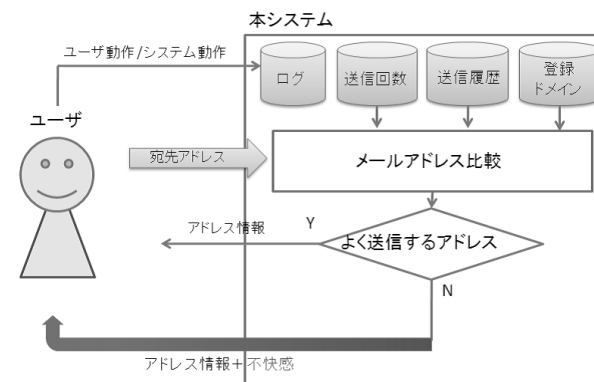 本システム
ユーザ動作/システム動作
ログ
送信回数
送信履歴
登録
ドメイン
ユーザ
宛先アドレス
メールアドレス比較
アドレス情報
Y
よく送信するアドレス
N
アドレス情報+不快感